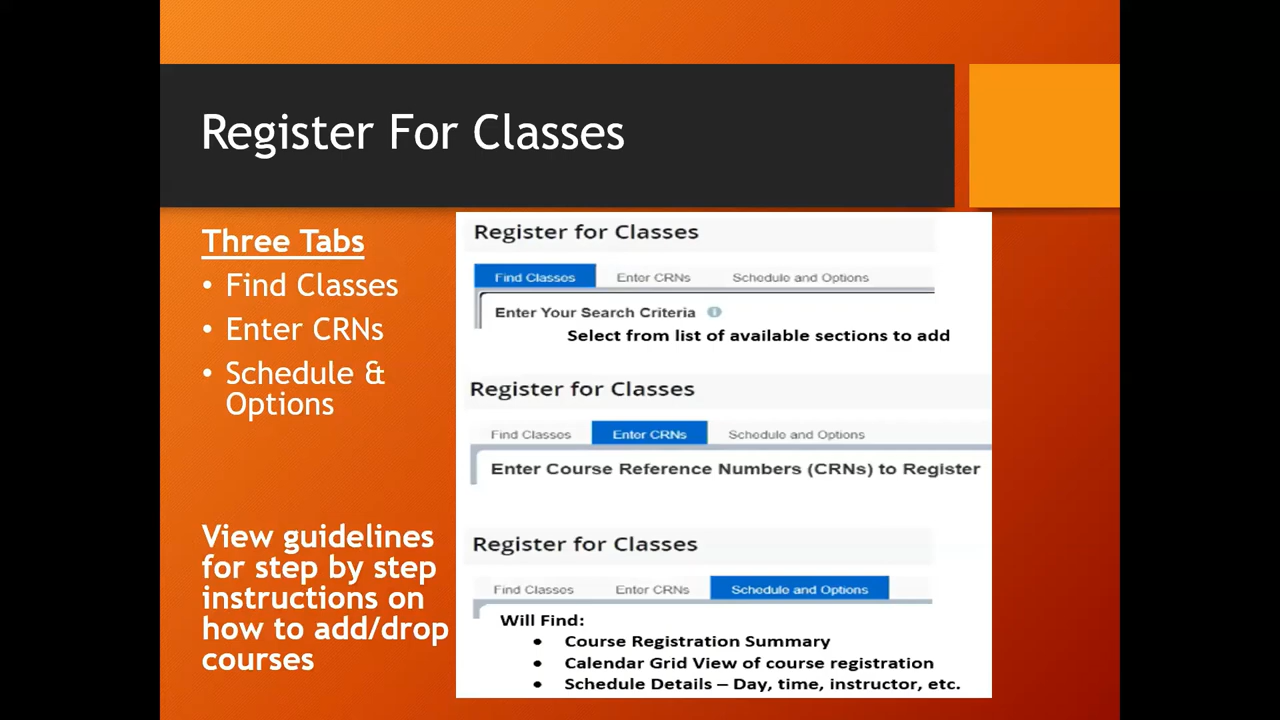 Register For Classes
Three Tabs
• Find Classes
• Enter CRNs
• Schedule &
Options
View guidelines
for step by step
instructions on
how to add/drop
courses
Register for Classes
Find Classes Enter CRNs Schedule and Options
Enter Your Search Criteria
Select from list of available sections to add
Register for Classes
Find Classes Enter CRNs Schedule and Options
Enter Course Reference Numbers (CRNs) to Register
Register for Classes
Find Classes Enter CRNs Schedule and Options
Will Find:
• Course Registration Summary
• Calendar Grid View of course registration
• Schedule Details – Day, time, instructor, etc.